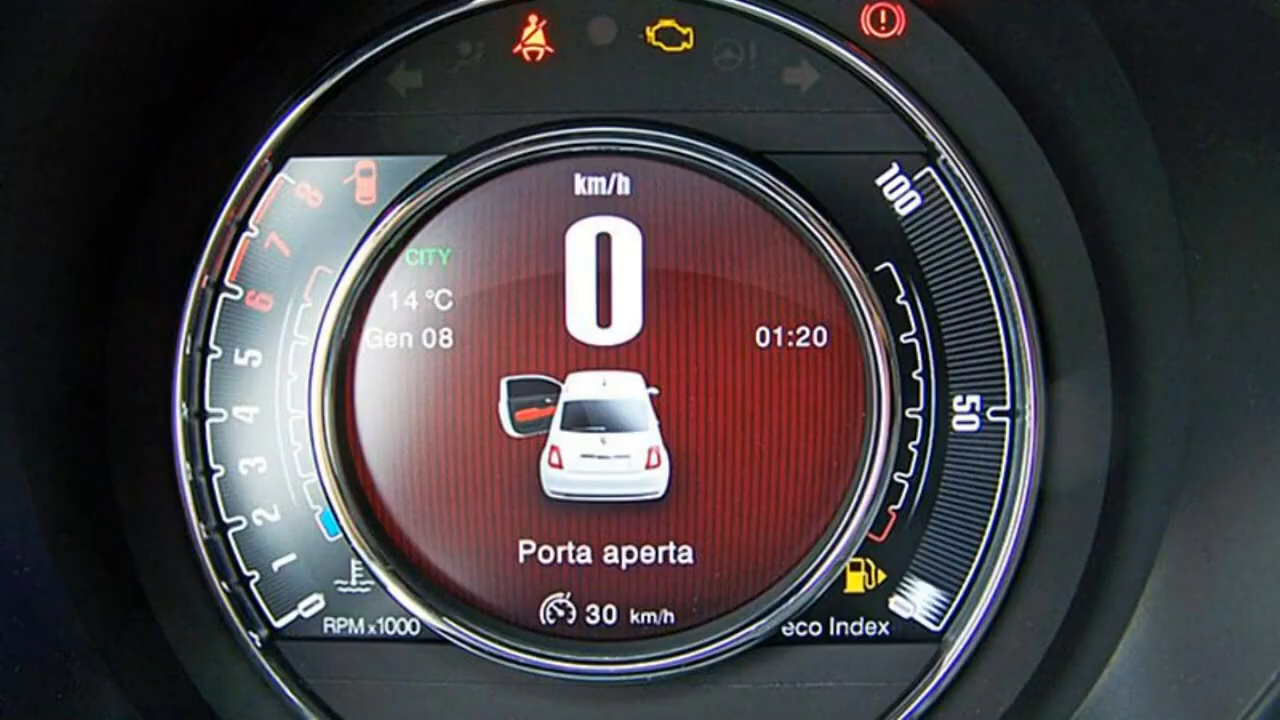 km/h
0
CITY
14 °C
Gen 08
01:20
Porta aperta
30 km/h
8
7
6
5
4
3
2
1
0
RPM x1000
100
50
0
eco Index